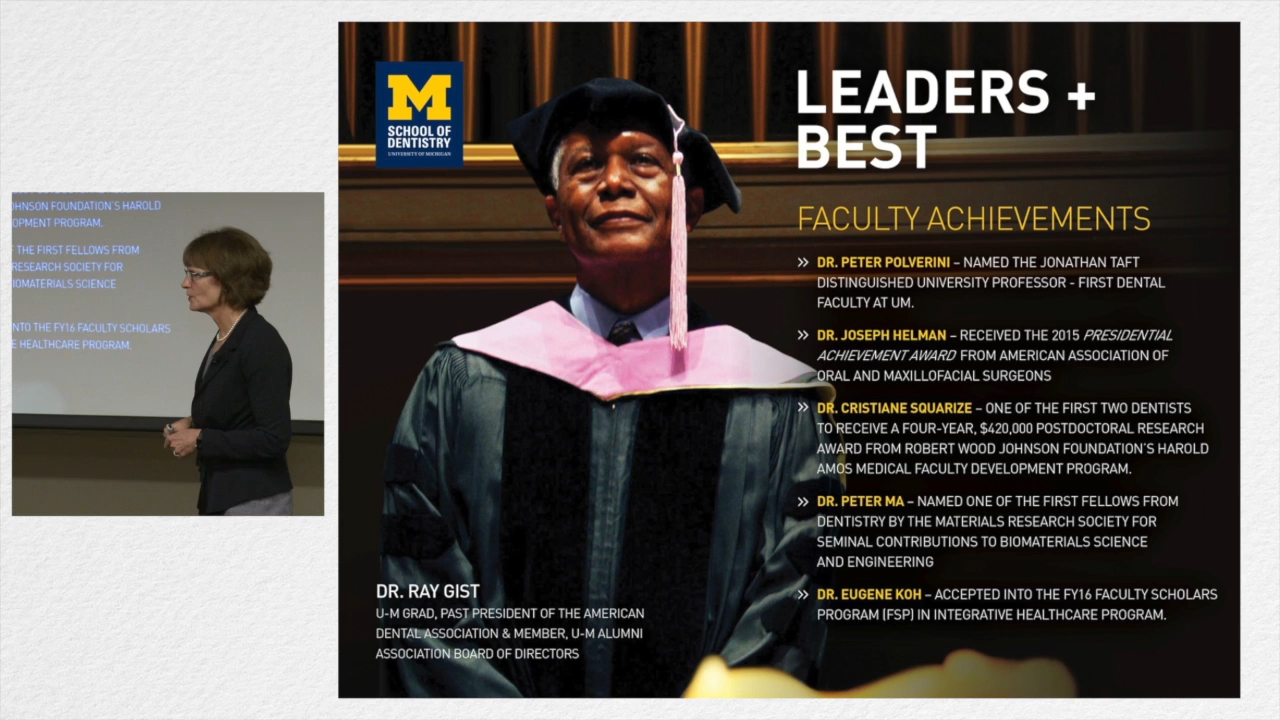 HNSON FOUNDATION'S HAROLD
OPMENT PROGRAM.
THE FIRST FELLOWS FROM
RESEARCH SOCIETY FOR
IOMATERIALS SCIENCE
NTO THE FY16 FACULTY SCHOLARS
E HEALTHCARE PROGRAM.
M
SCHOOL OF
DENTISTRY
UNIVERSITY OF MICHIGAN
LEADERS +
BEST
FACULTY ACHIEVEMENTS
» DR. PETER POLVERINI – NAMED THE JONATHAN TAFT
DISTINGUISHED UNIVERSITY PROFESSOR - FIRST DENTAL
FACULTY AT UM.
» DR. JOSEPH HELMAN – RECEIVED THE 2015 PRESIDENTIAL
ACHIEVEMENT AWARD FROM AMERICAN ASSOCIATION OF
ORAL AND MAXILLOFACIAL SURGEONS
» DR. CRISTIANE SQUARIZE – ONE OF THE FIRST TWO DENTISTS
TO RECEIVE A FOUR-YEAR, $420,000 POSTDOCTORAL RESEARCH
AWARD FROM ROBERT WOOD JOHNSON FOUNDATION'S HAROLD
AMOS MEDICAL FACULTY DEVELOPMENT PROGRAM.
» DR. PETER MA – NAMED ONE OF THE FIRST FELLOWS FROM
DENTISTRY BY THE MATERIALS RESEARCH SOCIETY FOR
SEMINAL CONTRIBUTIONS TO BIOMATERIALS SCIENCE
AND ENGINEERING
» DR. EUGENE KOH – ACCEPTED INTO THE FY16 FACULTY SCHOLARS
PROGRAM (FSP) IN INTEGRATIVE HEALTHCARE PROGRAM.
DR. RAY GIST
U-M GRAD, PAST PRESIDENT OF THE AMERICAN
DENTAL ASSOCIATION & MEMBER, U-M ALUMNI
ASSOCIATION BOARD OF DIRECTORS